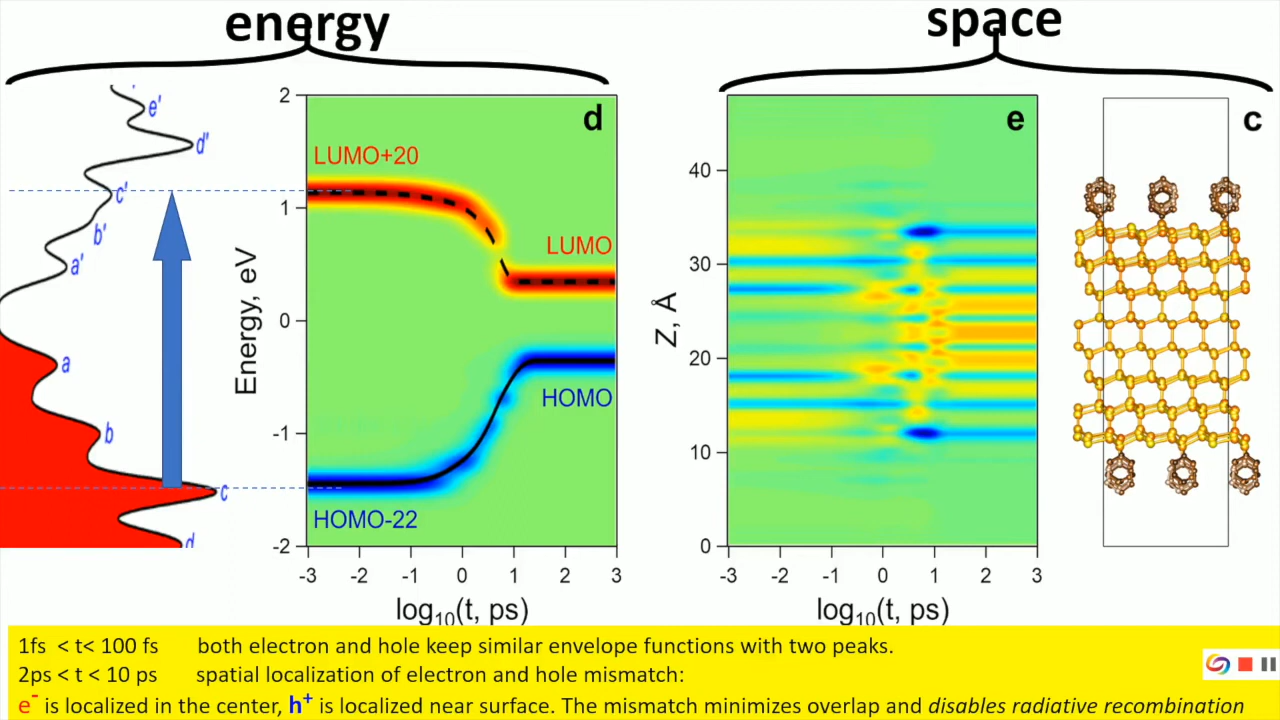 energy
space
e'
d'
c'
b'
a'
a
b
c
d
2
1
0
-1
-2
Energy, eV
LUMO+20
d
LUMO
HOMO
HOMO-22
-3 -2 -1 0 1 2 3
log10(t, ps)
40
30
20
10
0
Z, Å
e
-3 -2 -1 0 1 2 3
log10(t, ps)
c
1fs < t< 100 fs both electron and hole keep similar envelope functions with two peaks.
2ps < t < 10 ps spatial localization of electron and hole mismatch:
e- is localized in the center, h+ is localized near surface. The mismatch minimizes overlap and disables radiative recombination